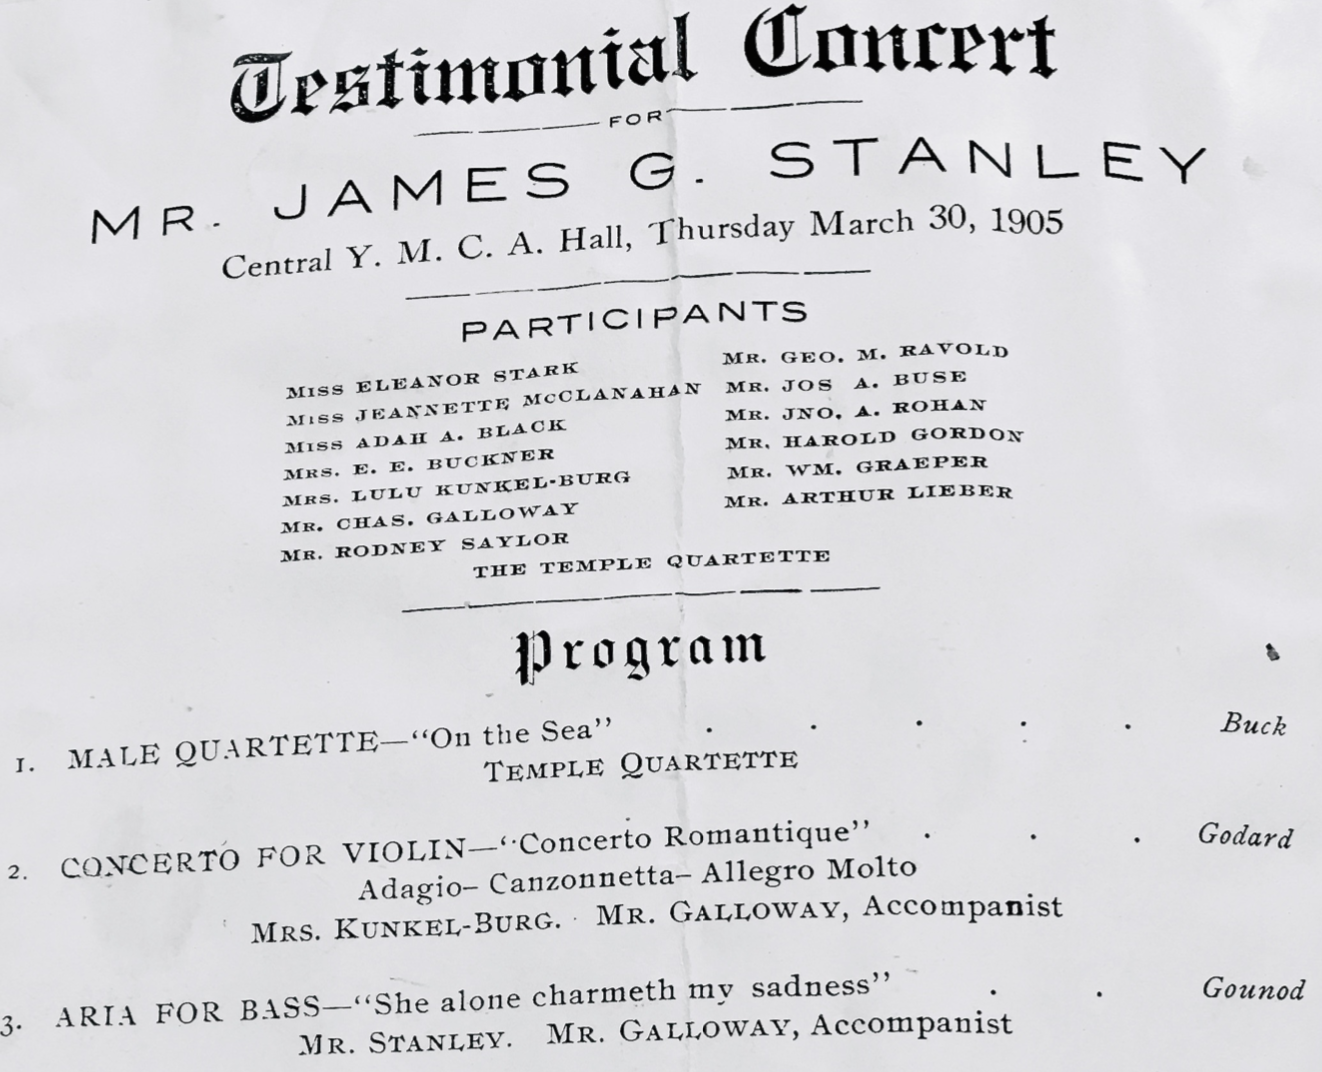 Testimonial Concert
FOR
MR. JAMES G. STANLEY
Central Y. M. C. A. Hall, Thursday March 30, 1905
PARTICIPANTS
MISS ELEANOR STARK
MISS JEANNETTE MCCLANAHAN
MISS ADAH A. BLACK
MRS. E. E. BUCKNER
MRS. LULU KUNKEL-BURG
MR. CHAS. GALLOWAY
MR. RODNEY SAYLOR
MR. GEO. M. RAVOLD
MR. JOS A. BUSE
MR. JNO. A. ROHAN
MR. HAROLD GORDON
MR. WM. GRAEPER
MR. ARTHUR LIEBER
THE TEMPLE QUARTETTE
Program
1. MALE QUARTETTE—“On the Sea” . . . . . Buck
TEMPLE QUARTETTE
2. CONCERTO FOR VIOLIN—“Concerto Romantique” . . . Godard
Adagio– Canzonnetta– Allegro Molto
MRS. KUNKEL-BURG. MR. GALLOWAY, Accompanist
3. ARIA FOR BASS—“She alone charmeth my sadness” . . Gounod
MR. STANLEY. MR. GALLOWAY, Accompanist